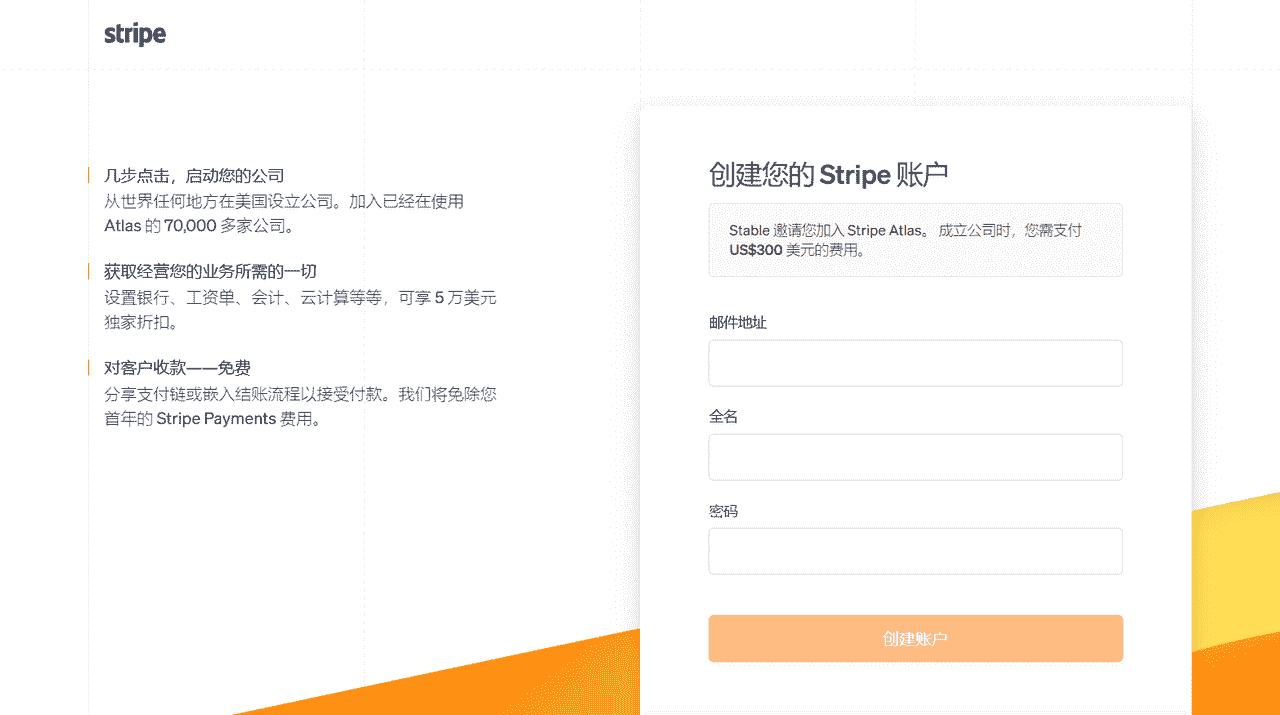 stripe
几步点击，启动您的公司
从世界任何地方在美国设立公司。加入已经在使用
Atlas 的 70,000 多家公司。
获取经营您的业务所需的一切
设置银行、工资单、会计、云计算等等，可享 5 万美元
独家折扣。
对客户收款——免费
分享支付链或嵌入结账流程以接受付款。我们将免除您
首年的 Stripe Payments 费用。
创建您的 Stripe 账户
Stable 邀请您加入 Stripe Atlas。 成立公司时，您需支付
US$300 美元的费用。
邮件地址
全名
密码
创建账户